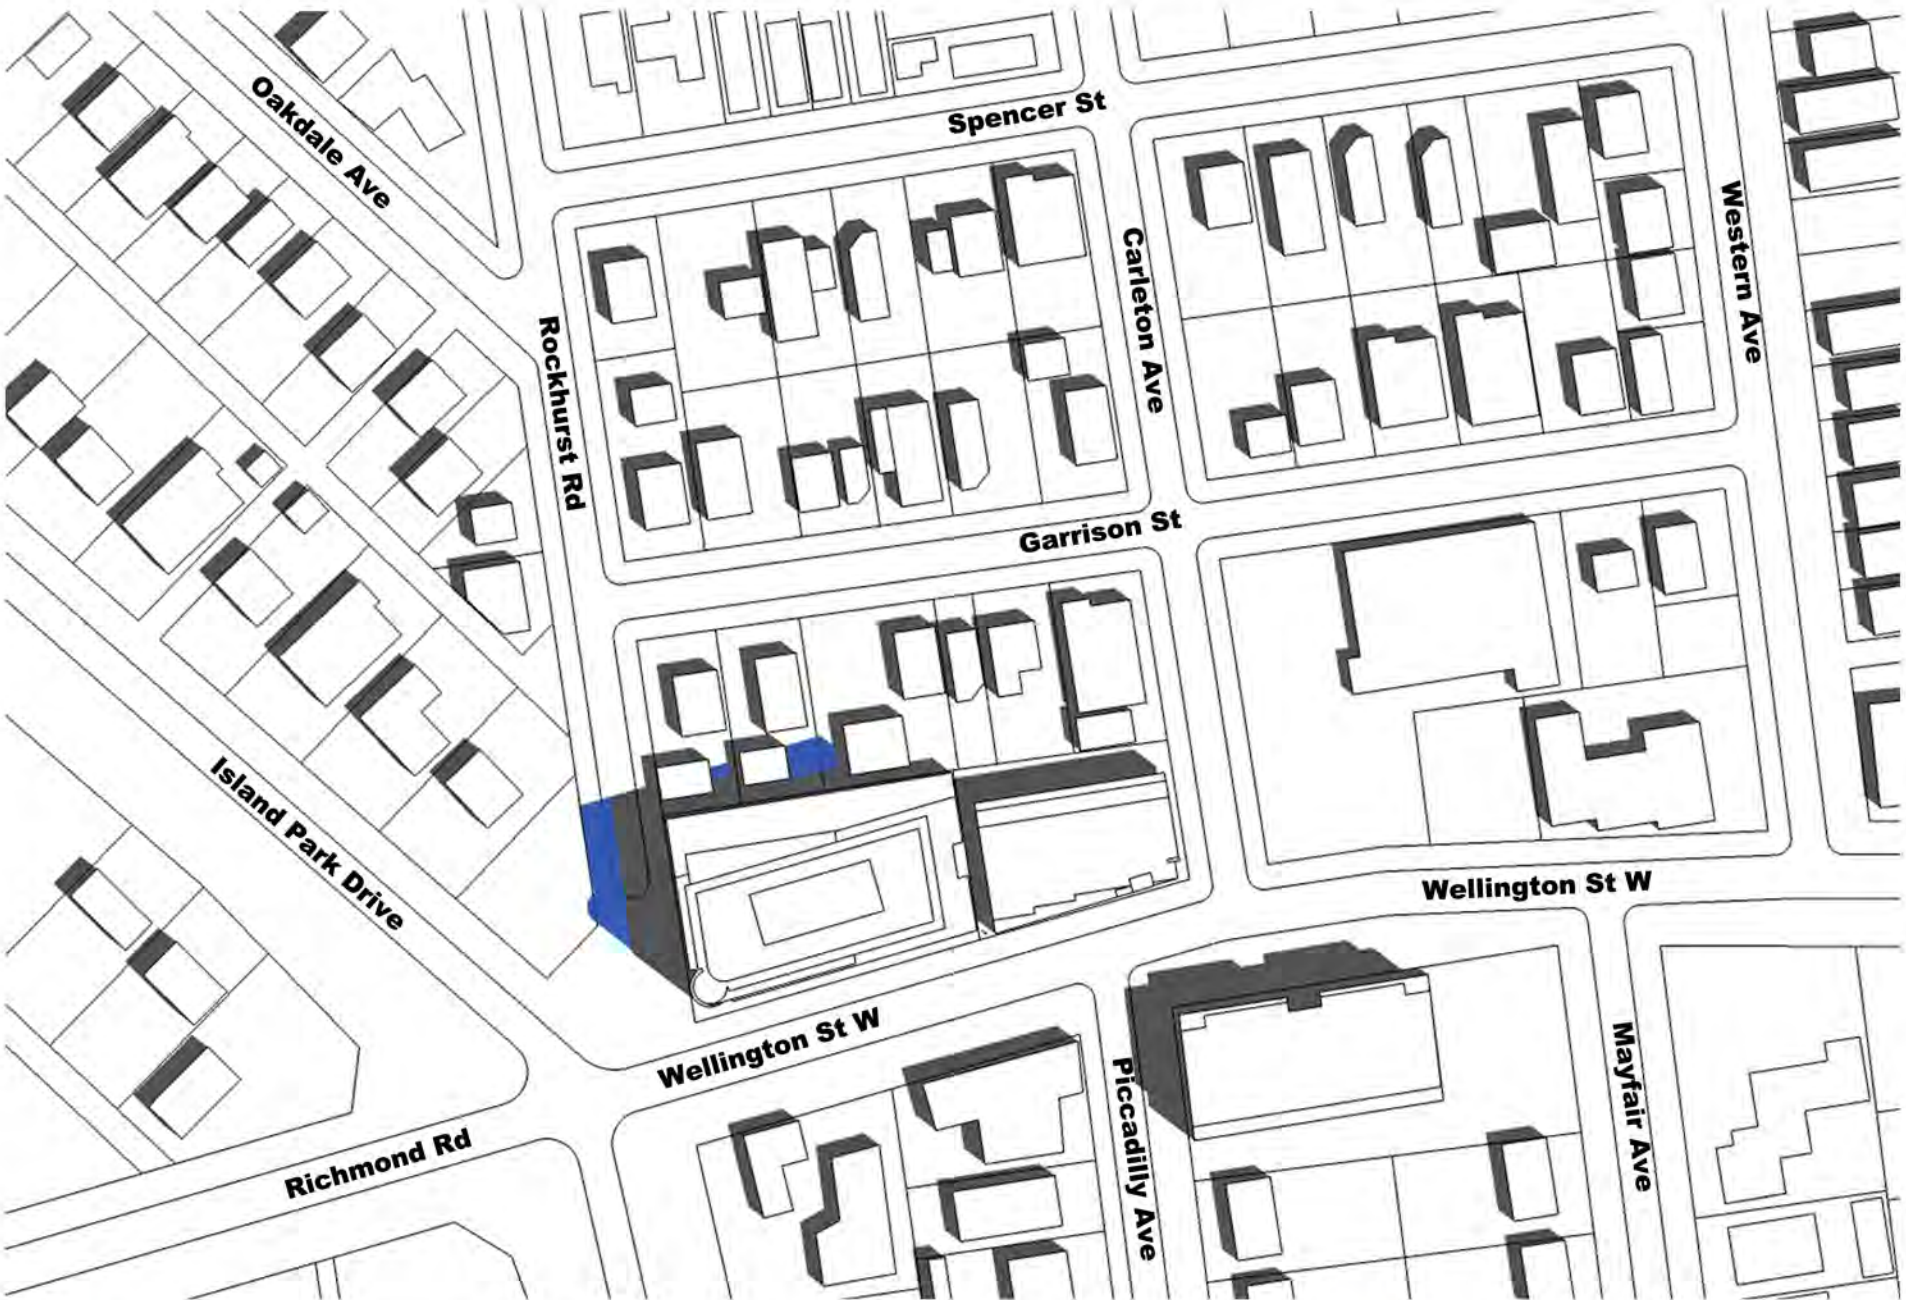 Oakdale Ave
Spencer St
Western Ave
Carleton Ave
Rockhurst Rd
Garrison St
Island Park Drive
Wellington St W
Wellington St W
Piccadilly Ave
Mayfair Ave
Richmond Rd